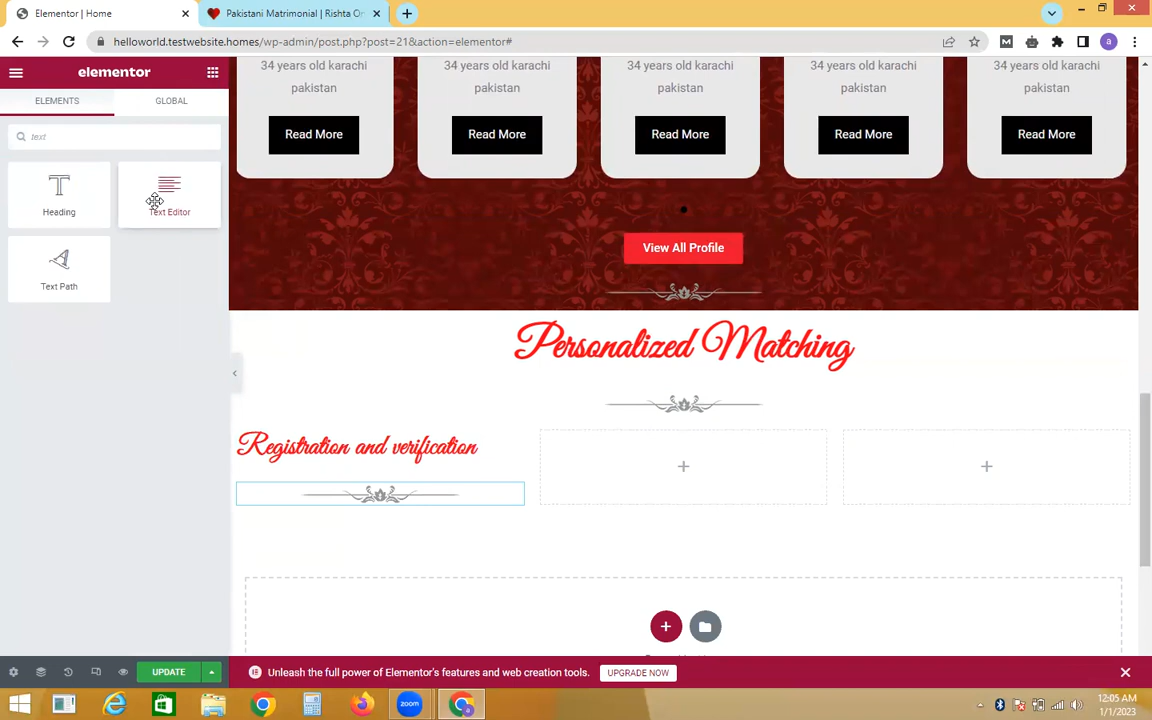 Elementor | Home
Pakistani Matrimonial | Rishta On
helloworld.testwebsite.homes/wp-admin/post.php?post=21&action=elementor#
M
a
elementor
ELEMENTS
GLOBAL
text
Heading
Text Editor
Text Path
34 years old karachi pakistan
34 years old karachi pakistan
34 years old karachi pakistan
34 years old karachi pakistan
34 years old karachi pakistan
Read More
Read More
Read More
Read More
Read More
View All Profile
Personalized Matching
Registration and verification
UPDATE
Unleash the full power of Elementor's features and web creation tools.
UPGRADE NOW
zoom
12:05 AM
1/1/2023